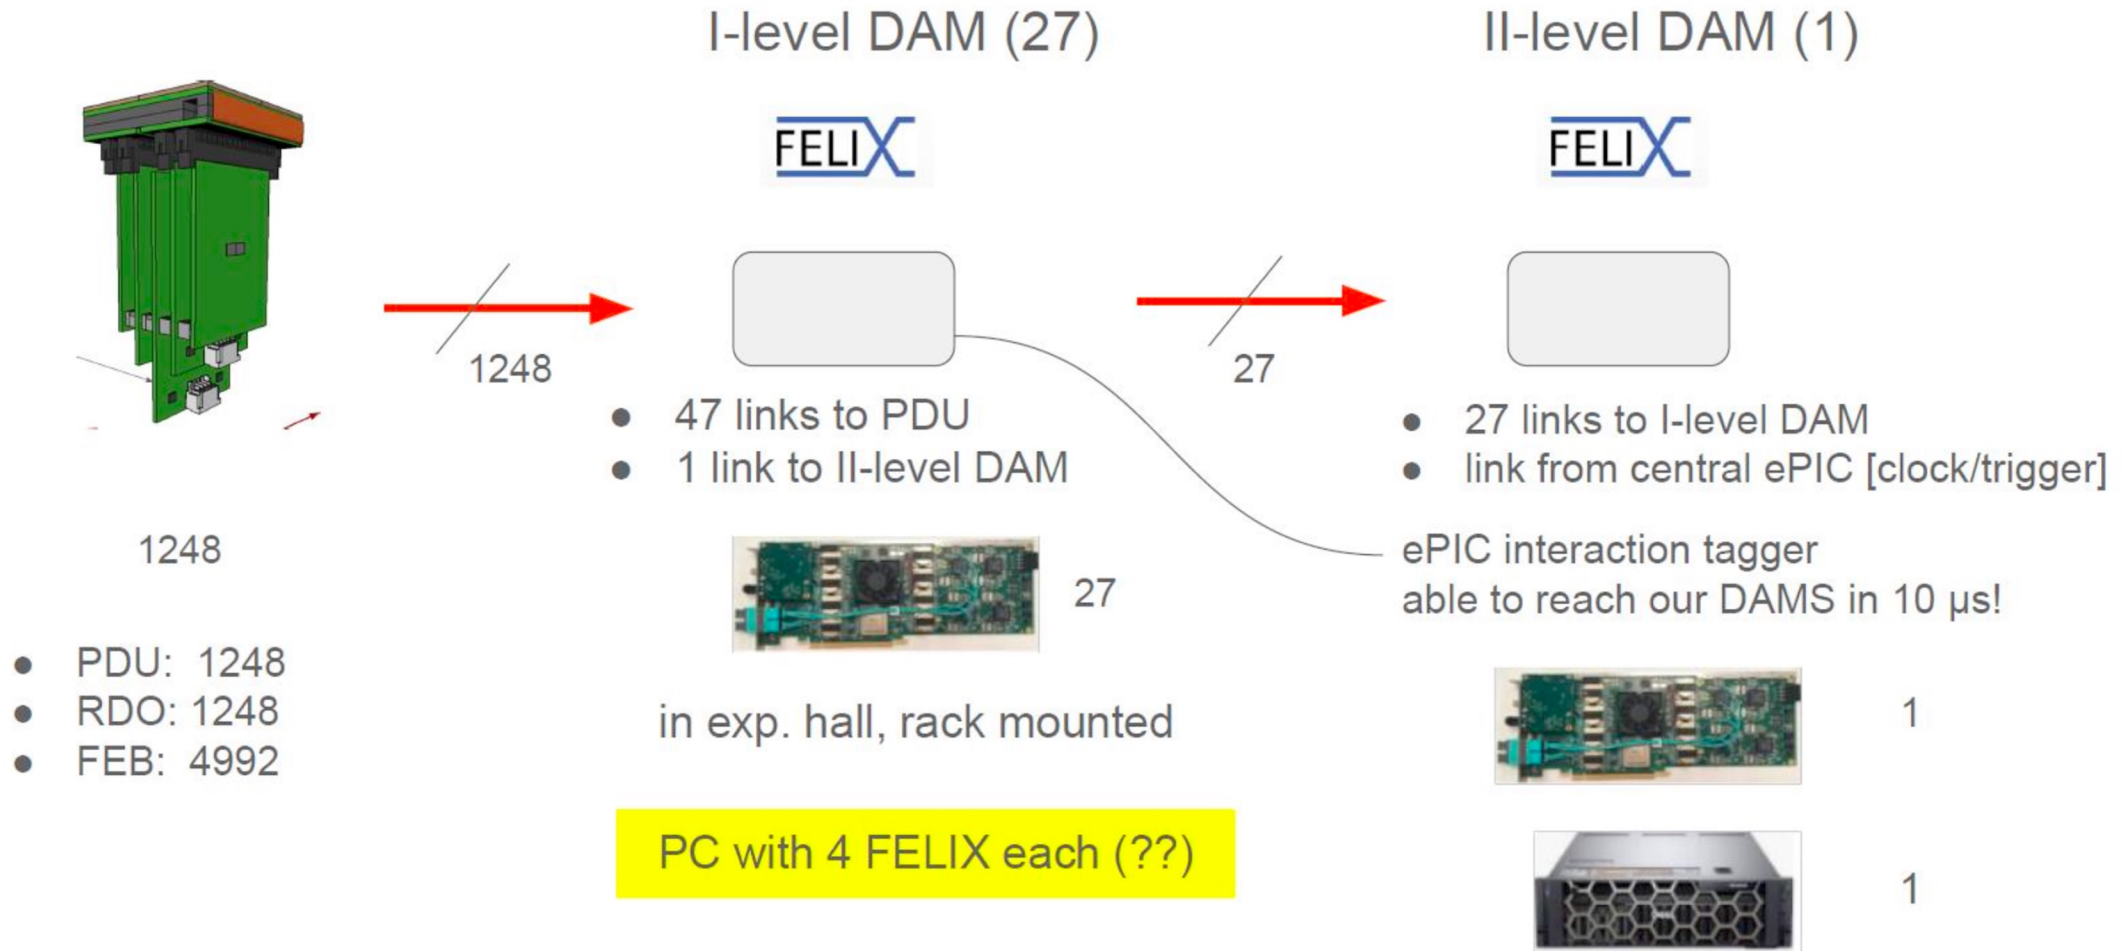 I-level DAM (27)
II-level DAM (1)
FELIX
FELIX
1248
27
● 47 links to PDU
● 1 link to II-level DAM
● 27 links to I-level DAM
● link from central ePIC [clock/trigger]
1248
27
ePIC interaction tagger
able to reach our DAMS in 10 µs!
● PDU: 1248
● RDO: 1248
● FEB: 4992
in exp. hall, rack mounted
1
PC with 4 FELIX each (??)
1